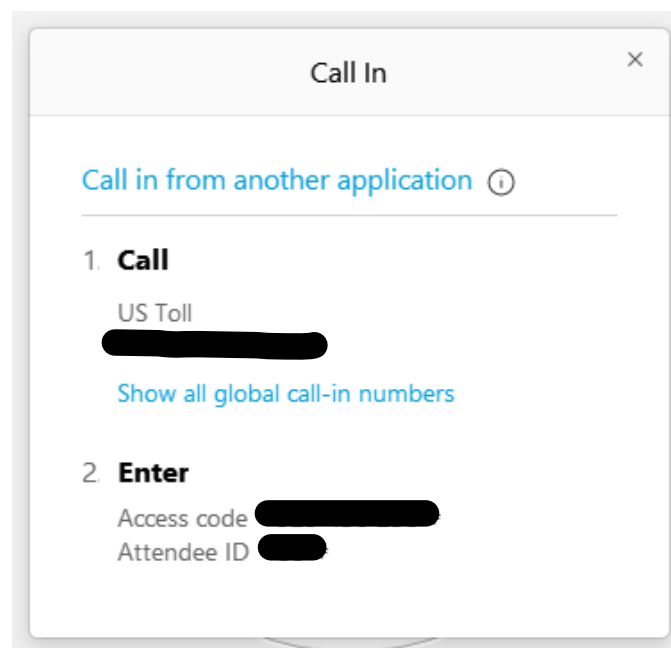 Call In
Call in from another application
1. Call
US Toll
Show all global call-in numbers
2. Enter
Access code
Attendee ID